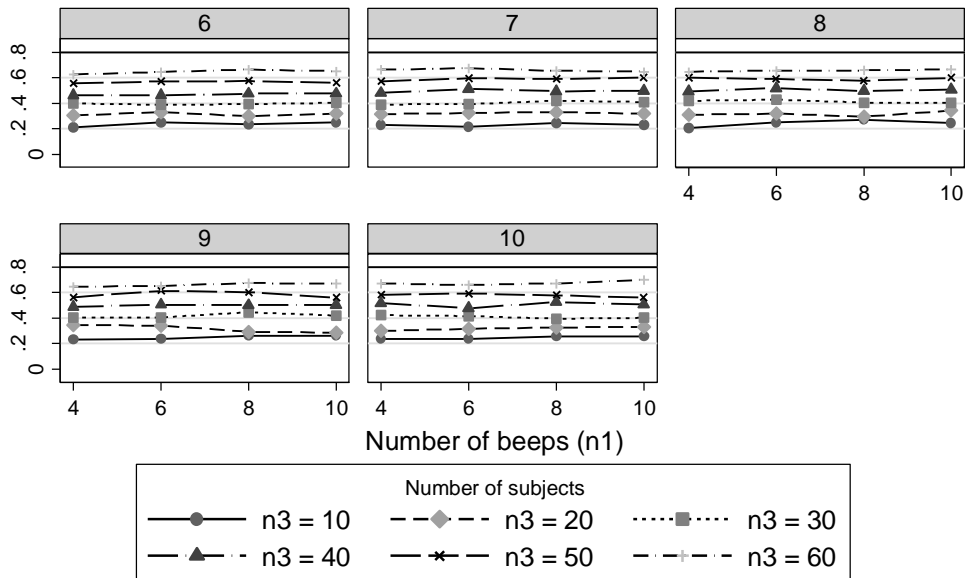 6 7 8
.8
.6
.4
.2
0
4 6 8 10
9 10
.8
.6
.4
.2
0
4 6 8 10 4 6 8 10
Number of beeps (n1)
Number of subjects
n3 = 10 n3 = 20 n3 = 30
n3 = 40 n3 = 50 n3 = 60